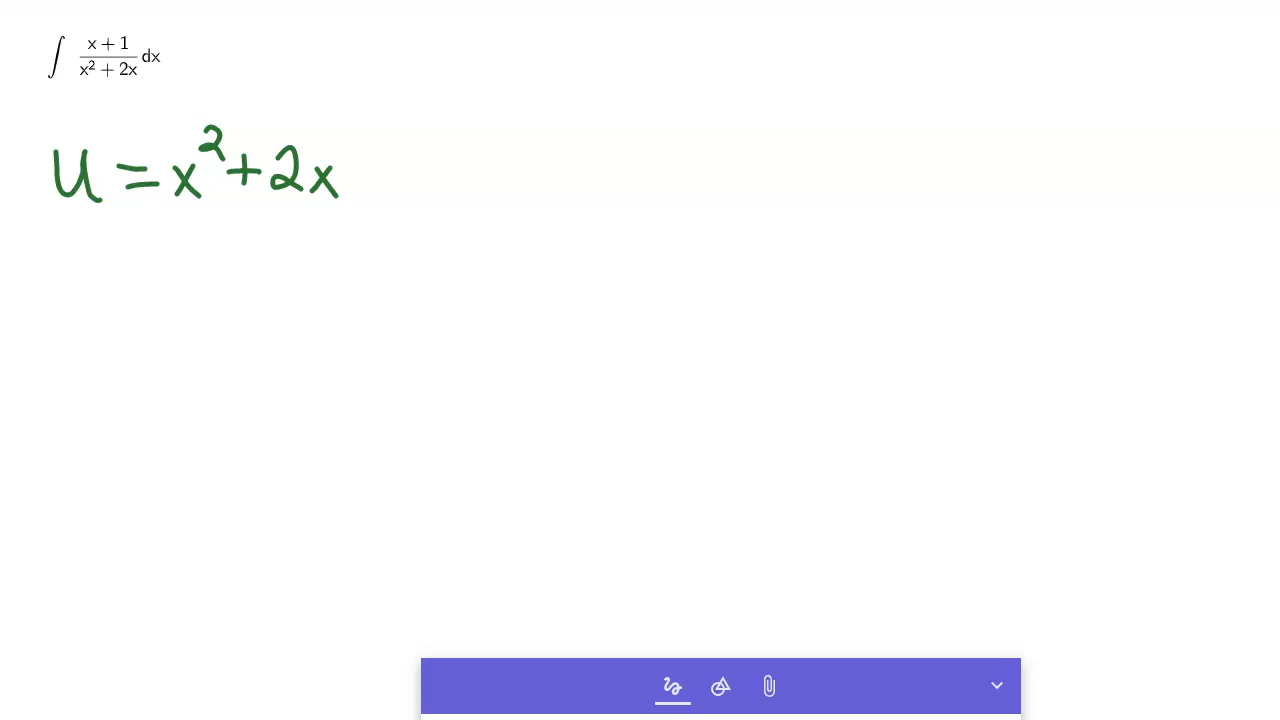 ∫ x + 1 / x² + 2x dx
U = x² + 2x